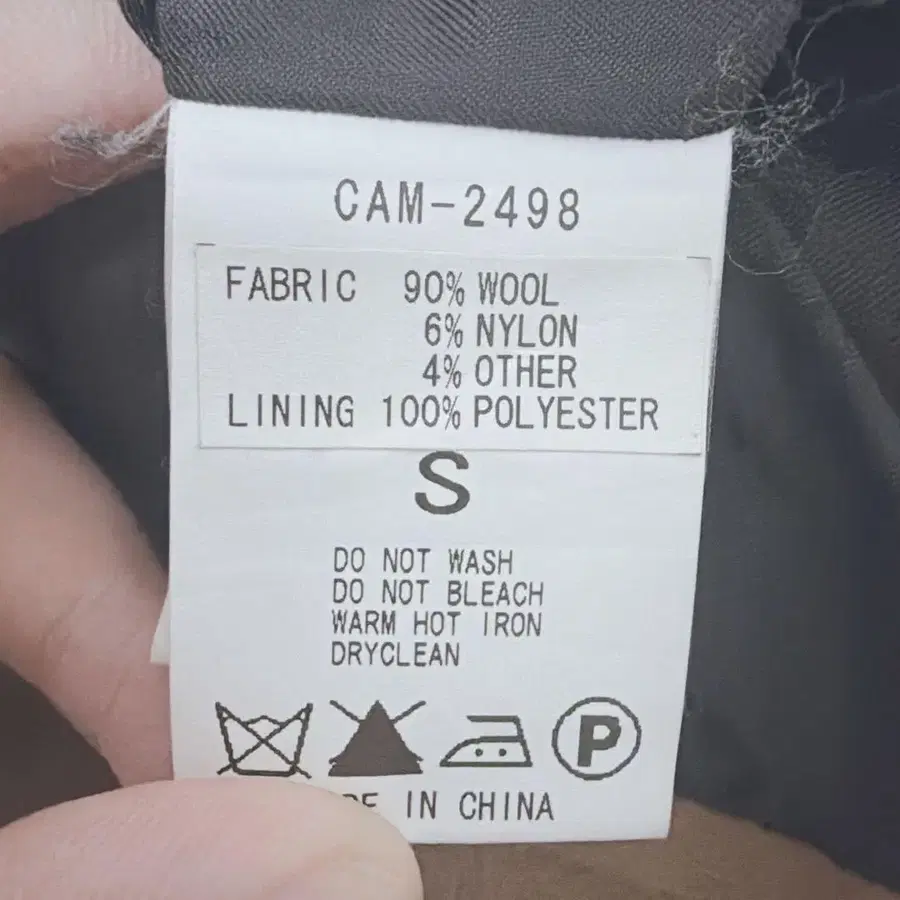 CAM-2498
FABRIC 90% WOOL
6% NYLON
4% OTHER
LINING 100% POLYESTER
S
DO NOT WASH
DO NOT BLEACH
WARM HOT IRON
DRYCLEAN
P
IN CHINA